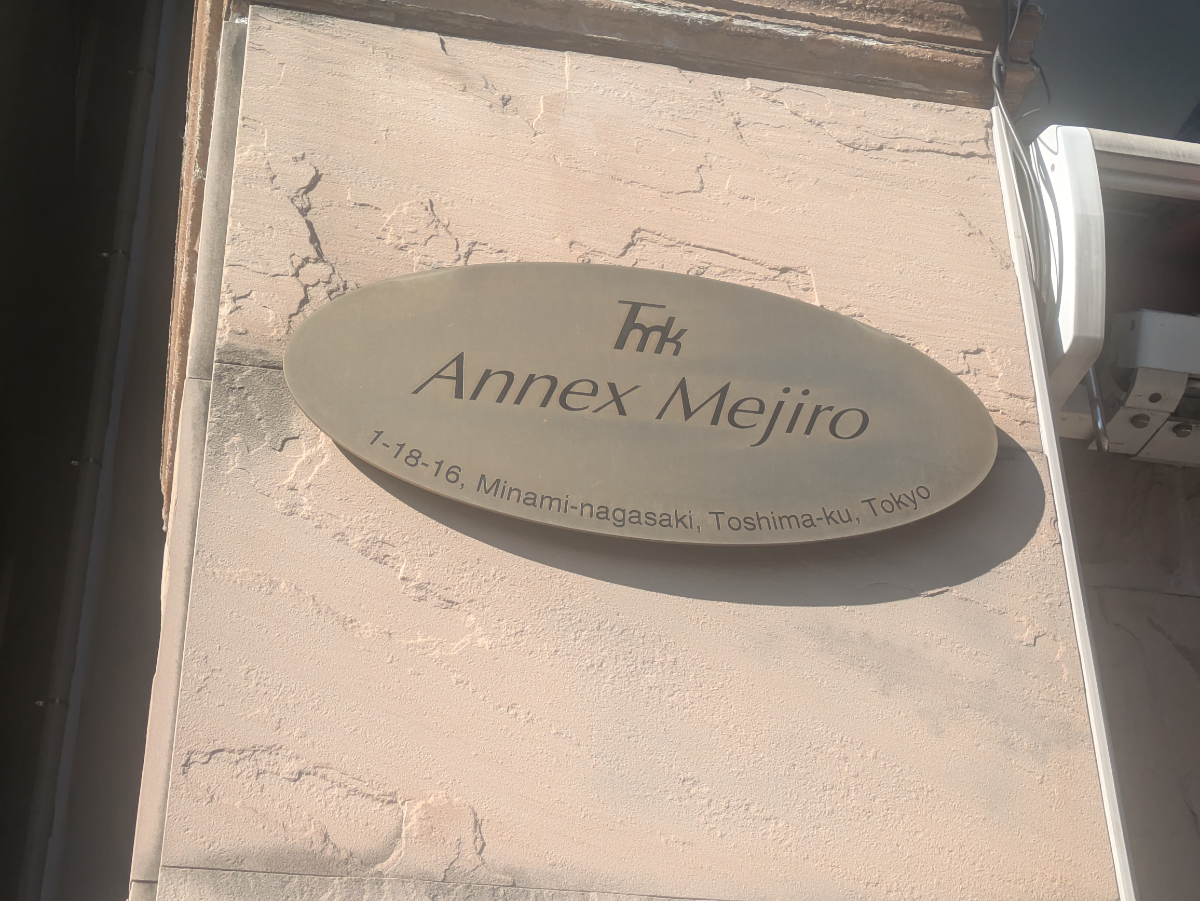 Tmk
Annex Mejiro
1-18-16, Minami-nagasaki, Toshima-ku, Tokyo